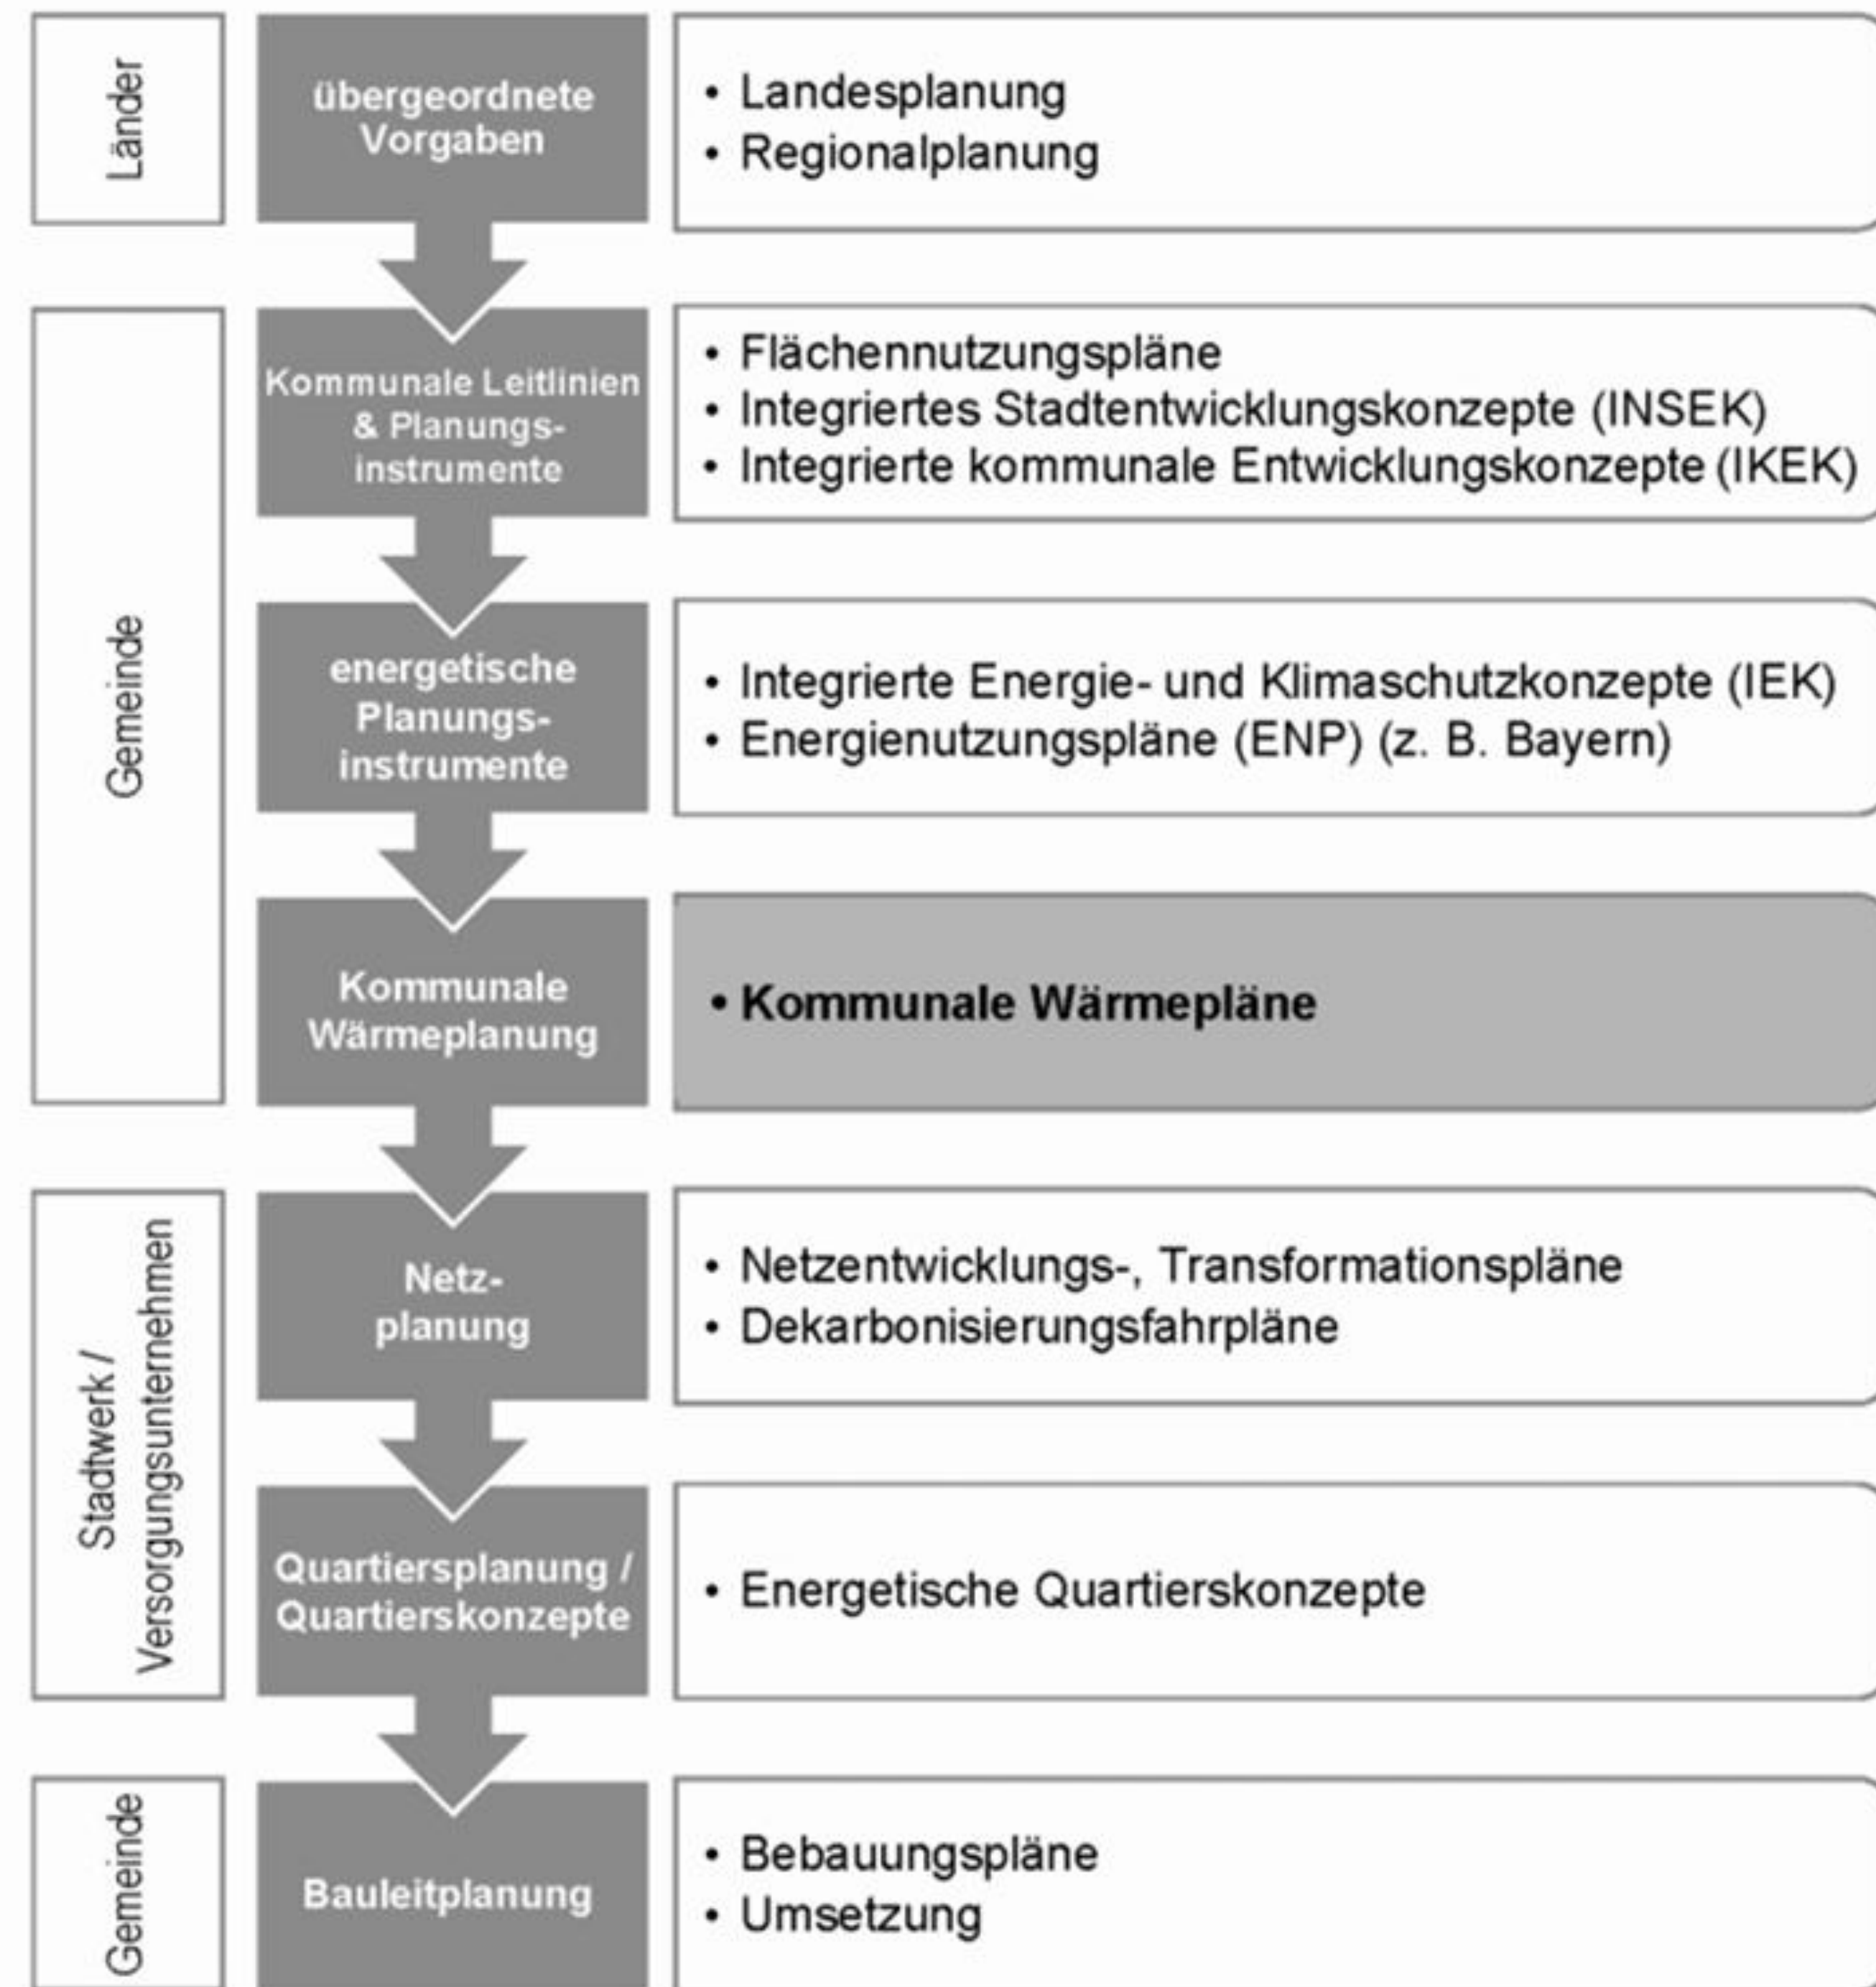 Länder
übergeordnete
Vorgaben
• Landesplanung
• Regionalplanung
Gemeinde
Kommunale Leitlinien
& Planungs-
instrumente
• Flächennutzungspläne
• Integriertes Stadtentwicklungskonzepte (INSEK)
• Integrierte kommunale Entwicklungskonzepte (IKEK)
energetische
Planungs-
instrumente
• Integrierte Energie- und Klimaschutzkonzepte (IEK)
• Energienutzungspläne (ENP) (z. B. Bayern)
Kommunale
Wärmeplanung
• Kommunale Wärmepläne
Stadtwerk /
Versorgungsunternehmen
Netz-
planung
• Netzentwicklungs-, Transformationspläne
• Dekarbonisierungsfahrpläne
Quartiersplanung /
Quartierskonzepte
• Energetische Quartierskonzepte
Gemeinde
Bauleitplanung
• Bebauungspläne
• Umsetzung